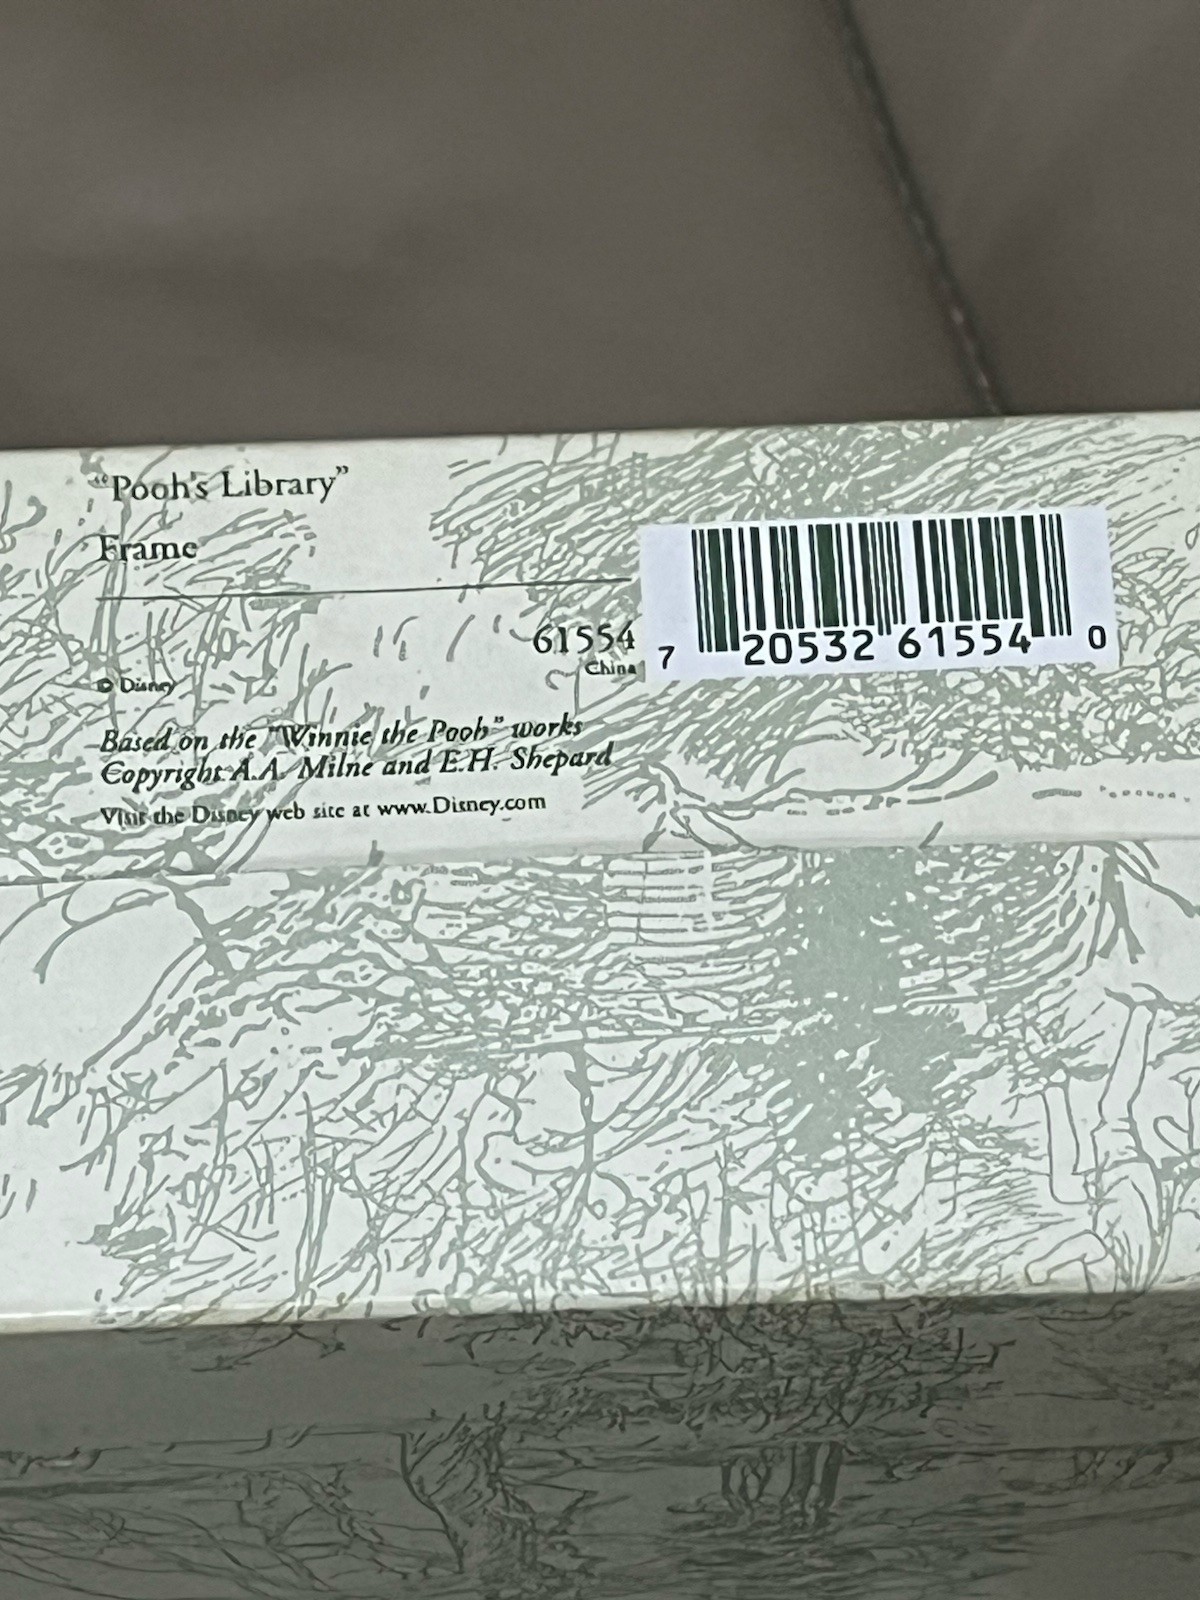 "Pooh's Library"
Frame
61554
China
© Disney
Based on the "Winnie the Pooh" works
Copyright A.A. Milne and E.H. Shepard
Visit the Disney web site at www.Disney.com
7 20532 61554 0